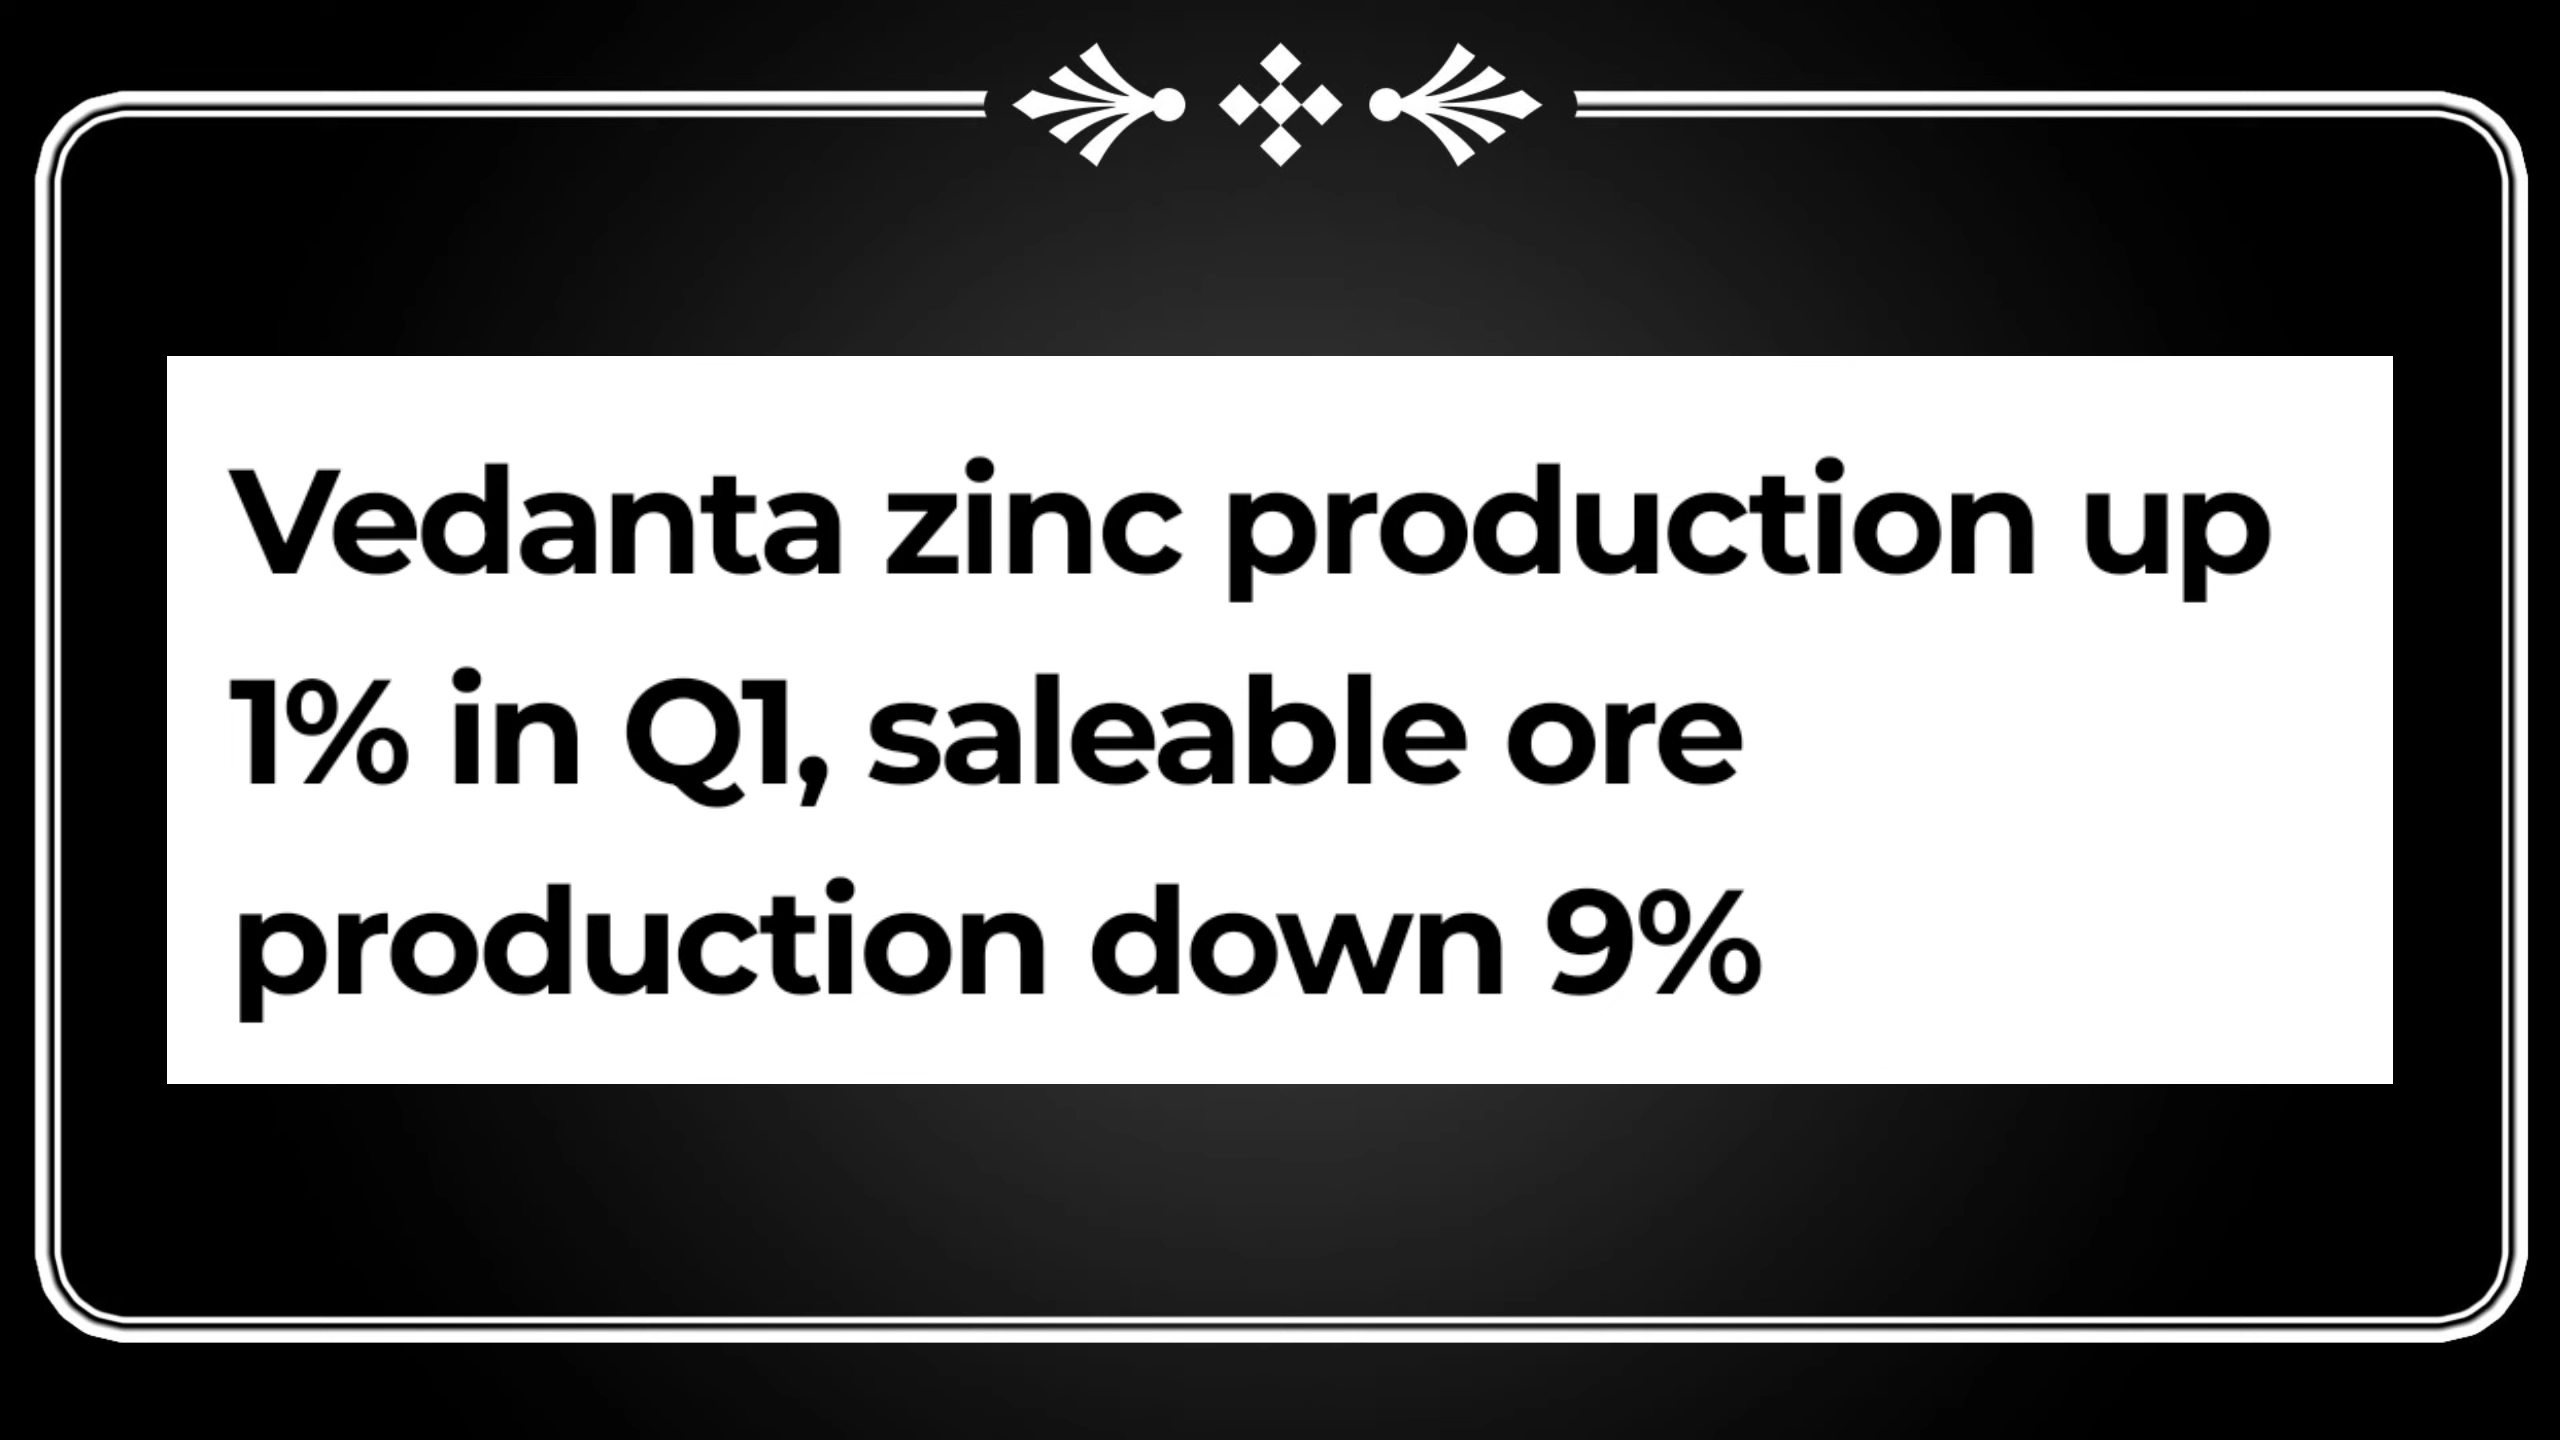 Vedanta zinc production up
1% in Q1, saleable ore
production down 9%